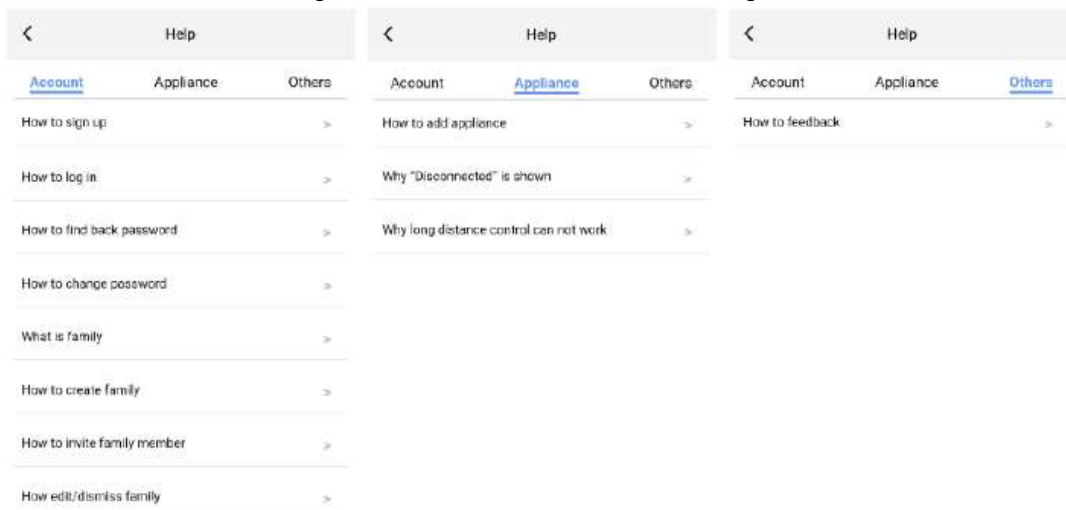 Help
Account Appliance Others
How to sign up >
How to log in >
How to find back password >
How to change password >
What is family >
How to create family >
How to invite family member >
How edit/dismiss family >
Help
Account Appliance Others
How to add appliance >
Why "Disconnected" is shown >
Why long distance control can not work >
Help
Account Appliance Others
How to feedback >